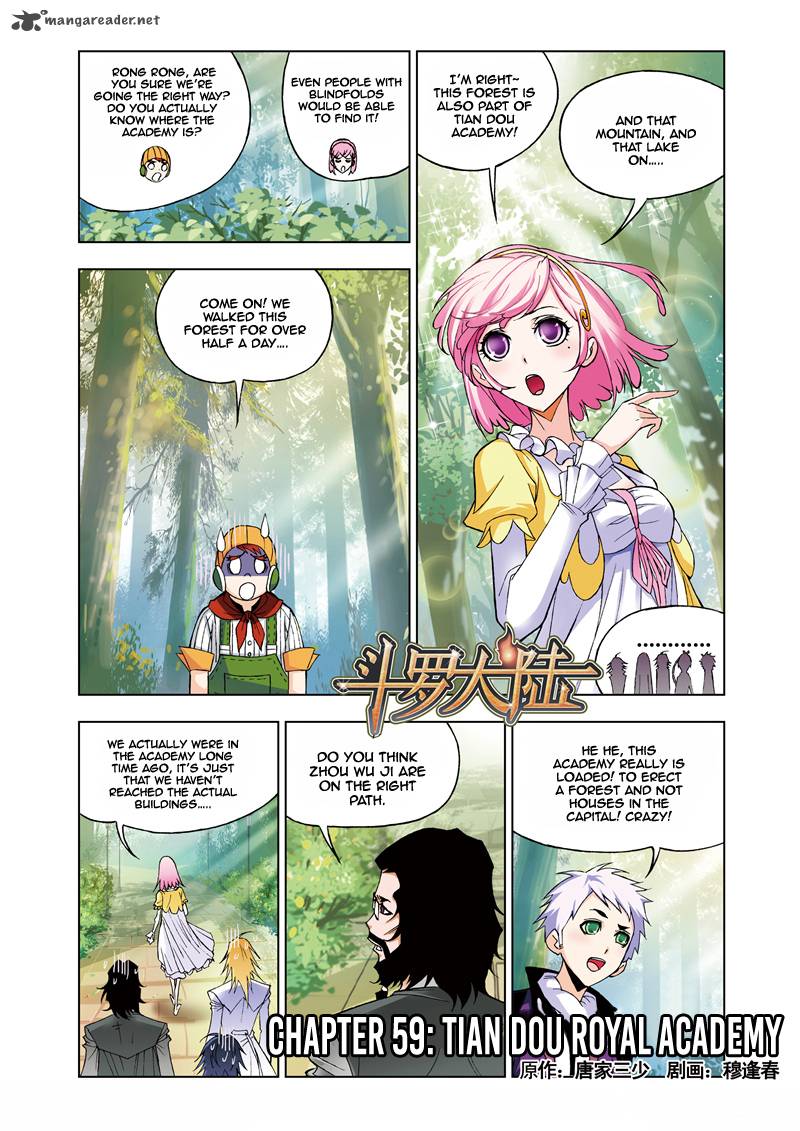 mangareader.net
RONG RONG, ARE
YOU SURE WE'RE
GOING THE RIGHT WAY?
DO YOU ACTUALLY
KNOW WHERE THE
ACADEMY IS?
EVEN PEOPLE WITH
BLINDFOLDS
WOULD BE ABLE
TO FIND IT!
I'M RIGHT~
THIS FOREST IS
ALSO PART OF
TIAN DOU
ACADEMY!
AND THAT
MOUNTAIN, AND
THAT LAKE
ON.....
COME ON! WE
WALKED THIS
FOREST FOR OVER
HALF A DAY....
............
斗罗大陆
WE ACTUALLY WERE IN
THE ACADEMY LONG
TIME AGO, IT'S JUST
THAT WE HAVEN'T
REACHED THE ACTUAL
BUILDINGS.....
DO YOU THINK
ZHOU WU JI ARE
ON THE RIGHT
PATH.
HE HE, THIS
ACADEMY REALLY IS
LOADED! TO ERECT
A FOREST AND NOT
HOUSES IN THE
CAPITAL! CRAZY!
CHAPTER 59: TIAN DOU ROYAL ACADEMY
原作：唐家三少 剧画：穆逢春